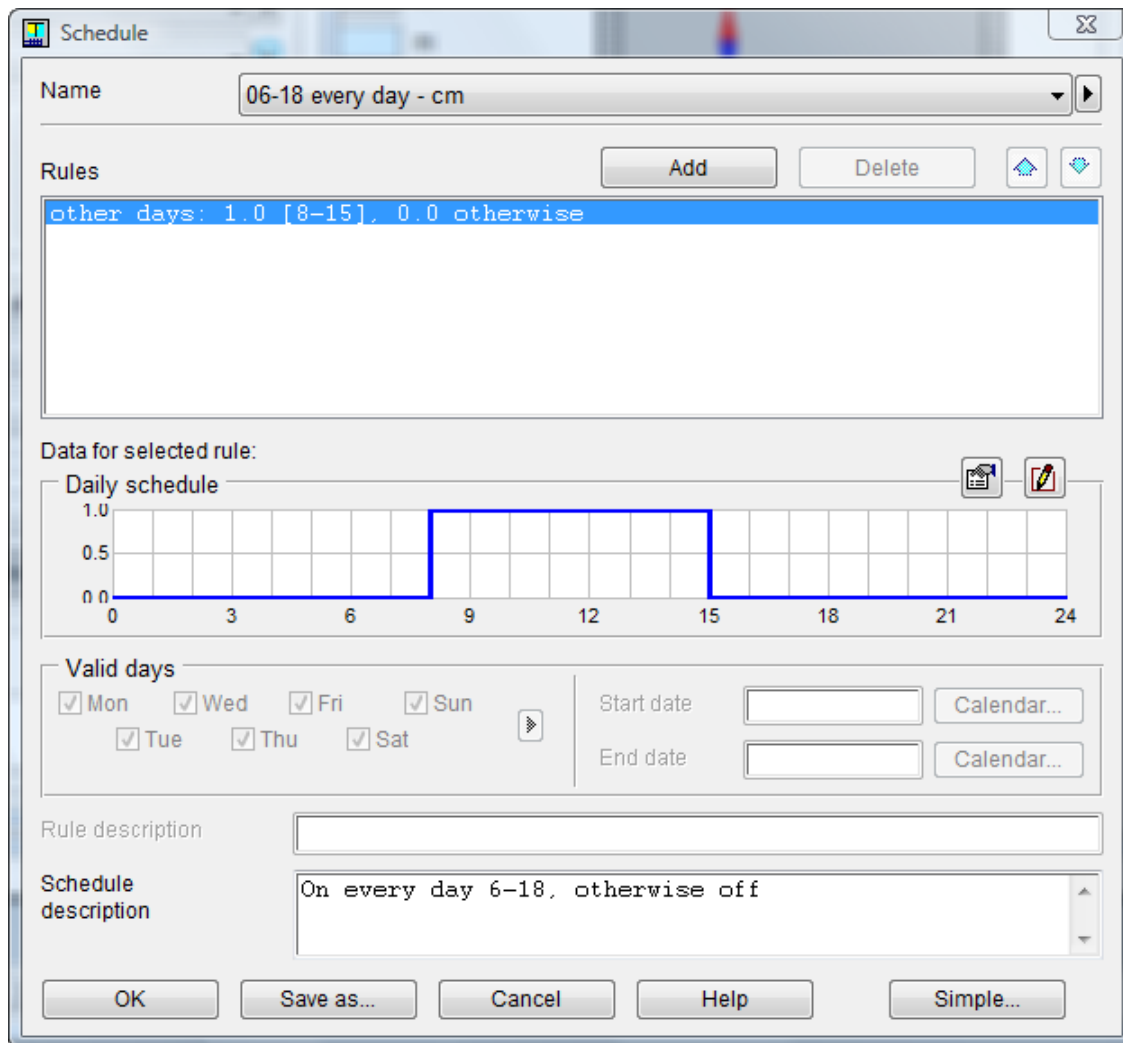 Schedule
Name
06-18 every day - cm
Rules
Add
Delete
other days: 1.0 [8-15], 0.0 otherwise
Data for selected rule:
Daily schedule
1.0
0.5
0.0
0 3 6 9 12 15 18 21 24
Valid days
Mon Wed Fri Sun
Tue Thu Sat
Start date
Calendar...
End date
Calendar...
Rule description
Schedule
description
On every day 6-18, otherwise off
OK Save as... Cancel Help Simple...